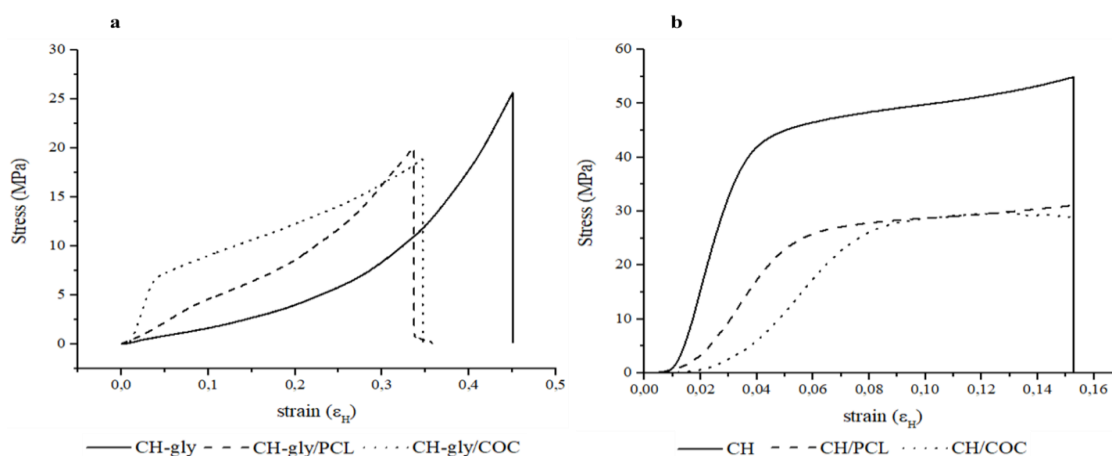 a
30
25
20
15
10
5
0
Stress (MPa)
0,0
0,1
0,2
0,3
0,4
0,5
strain (ε_H)
CH-gly
CH-gly/PCL
CH-gly/COC
b
60
50
40
30
20
10
0
Stress (MPa)
0,00
0,02
0,04
0,06
0,08
0,10
0,12
0,14
0,16
strain (ε_H)
CH
CH/PCL
CH/COC